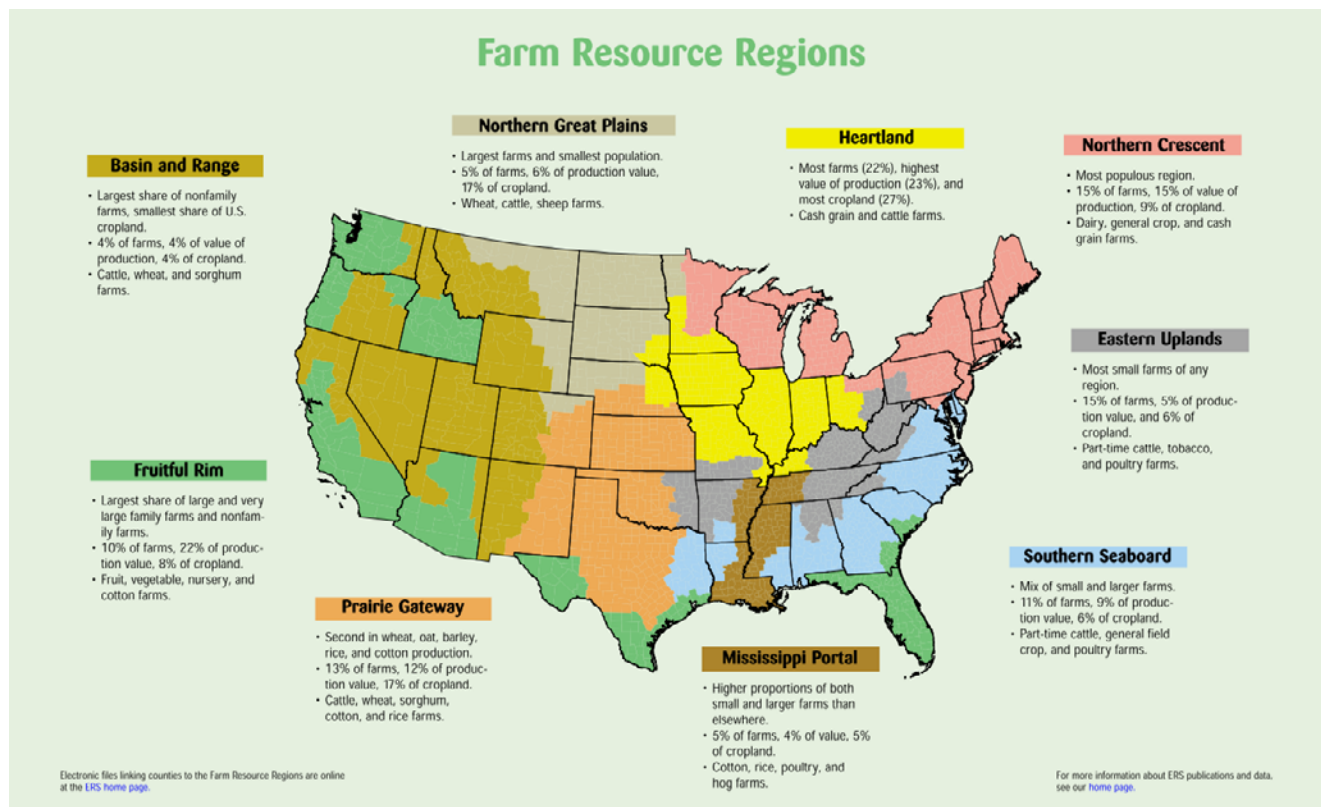 Farm Resource Regions
Basin and Range
• Largest share of nonfamily
farms, smallest share of U.S.
cropland.
• 4% of farms, 4% of value of
production, 4% of cropland.
• Cattle, wheat, and sorghum
farms.
Northern Great Plains
• Largest farms and smallest population.
• 5% of farms, 6% of production value,
17% of cropland.
• Wheat, cattle, sheep farms.
Heartland
• Most farms (22%), highest
value of production (23%), and
most cropland (27%).
• Cash grain and cattle farms.
Northern Crescent
• Most populous region.
• 15% of farms, 15% of value of
production, 9% of cropland.
• Dairy, general crop, and cash
grain farms.
Eastern Uplands
• Most small farms of any
region.
• 15% of farms, 5% of produc-
tion value, and 6% of
cropland.
• Part-time cattle, tobacco,
and poultry farms.
Fruitful Rim
• Largest share of large and very
large family farms and nonfam-
ily farms.
• 10% of farms, 22% of produc-
tion value, 8% of cropland.
• Fruit, vegetable, nursery, and
cotton farms.
Southern Seaboard
• Mix of small and larger farms.
• 11% of farms, 9% of produc-
tion value, 6% of cropland.
• Part-time cattle, general field
crop, and poultry farms.
Prairie Gateway
• Second in wheat, oat, barley,
rice, and cotton production.
• 13% of farms, 12% of produc-
tion value, 17% of cropland.
• Cattle, wheat, sorghum,
cotton, and rice farms.
Mississippi Portal
• Higher proportions of both
small and larger farms than
elsewhere.
• 5% of farms, 4% of value, 5%
of cropland.
• Cotton, rice, poultry, and
hog farms.
Electronic files linking counties to the Farm Resource Regions are online
at the ERS home page.
For more information about ERS publications and data,
see our home page.